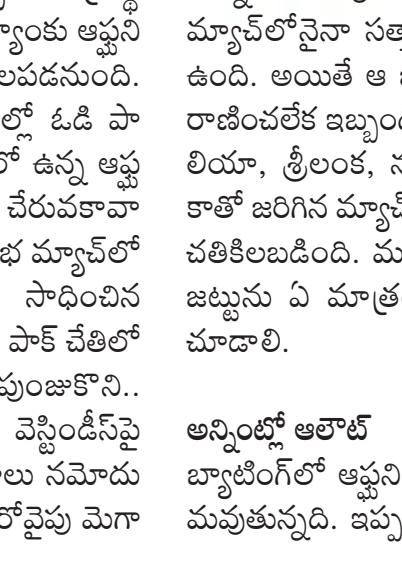 ్యాంకు ఆఫ్ఘని
లపడనుంది.
ల్లో ఓడి పా
లో ఉన్న ఆఫ్ఘ
చేరువకావా
భ మ్యాచ్‌లో
సాధించిన
పాక్ చేతిలో
పుంజుకొని..
వెస్టిండీస్‌పై
ాలు నమోదు
రోవైపు మెగా
మ్యాచ్‌లోనైనా సత్తా
ఉంది. అయితే ఆ
రాణించలేక ఇబ్బంది
లియా, శ్రీలంక,
కాతో జరిగిన మ్యాచ్
చతికిలబడింది.
జట్టును ఏ మాత్ర
చూడాలి.
అన్నింట్లో ఆలౌట్
బ్యాటింగ్‌లో ఆఫ్ఘని
మవుతున్నది. ఇప్ప